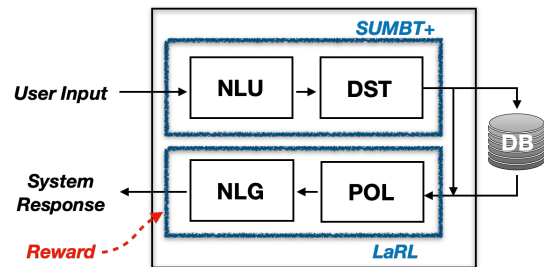 SUMBT+
User Input
NLU
DST
DB
System
Response
NLG
POL
Reward
LaRL